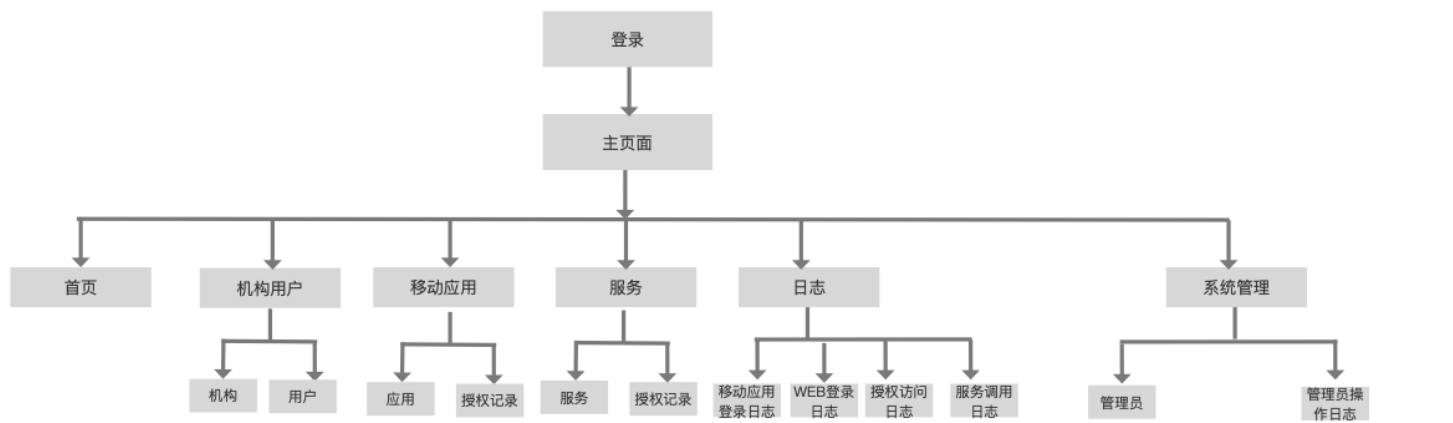 登录
主页面
首页
机构用户
移动应用
服务
日志
系统管理
机构
用户
应用
授权记录
服务
授权记录
移动应用
登录日志
WEB登录
日志
授权访问
日志
服务调用
日志
管理员
管理员操
作日志